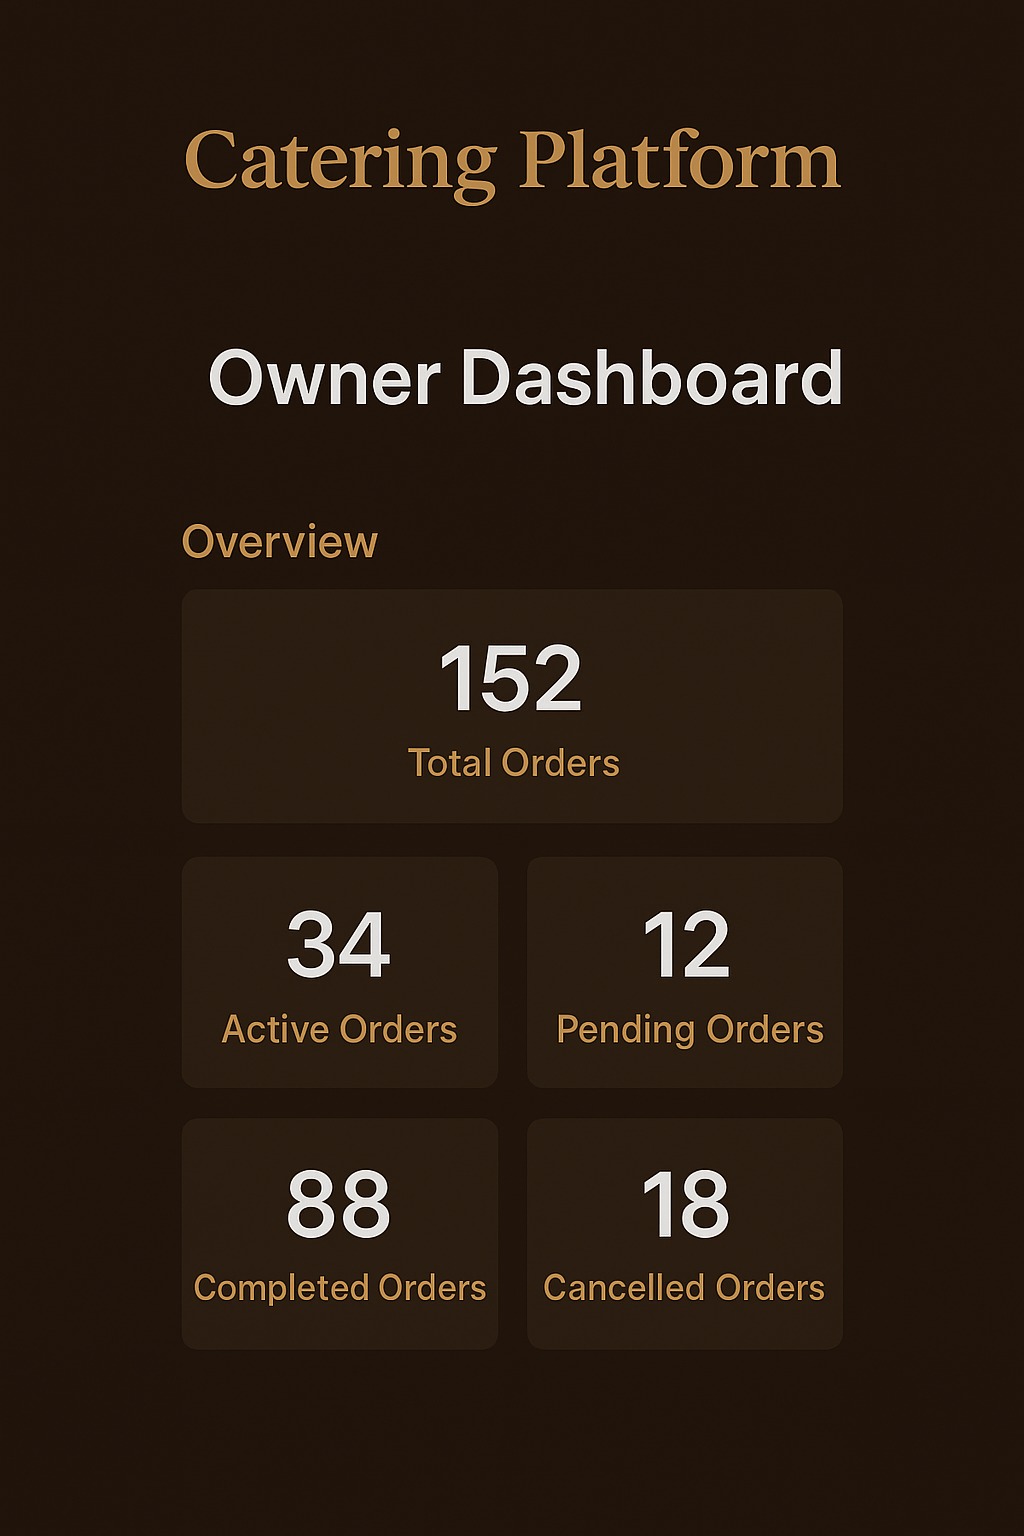 Catering Platform
Owner Dashboard
Overview
152
Total Orders
34
Active Orders
12
Pending Orders
88
Completed Orders
18
Cancelled Orders